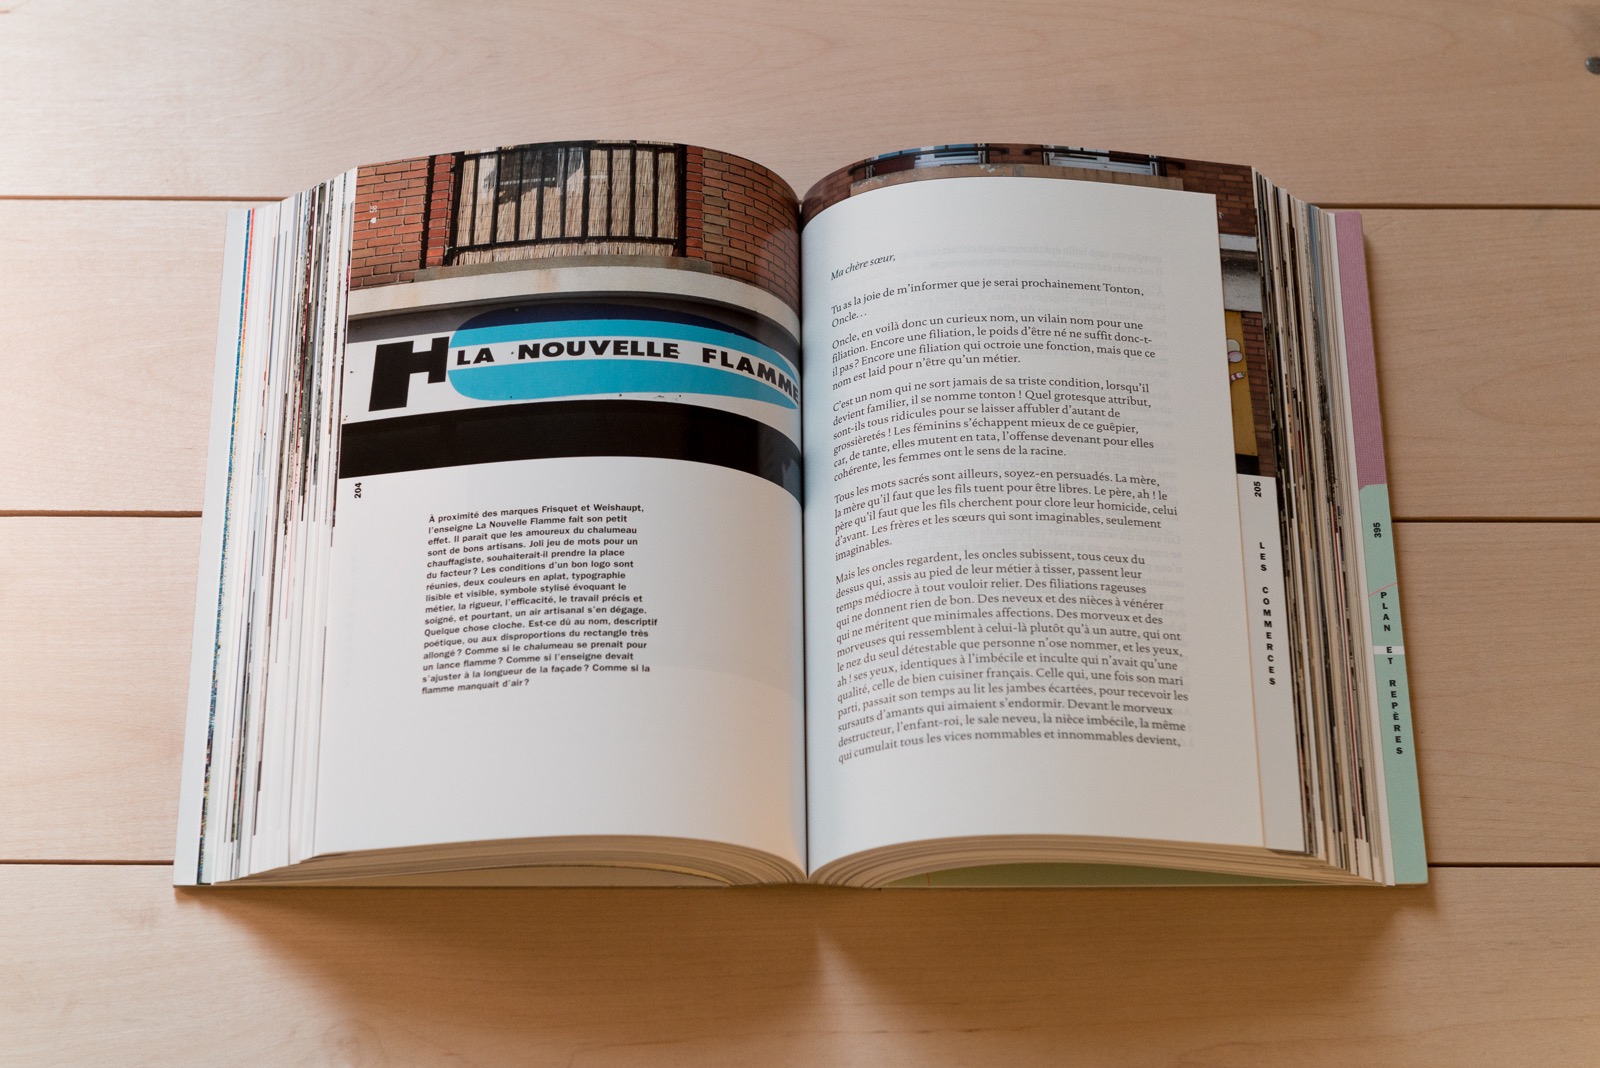 56
H LA NOUVELLE FLAMME
204
À proximité des marques Frisquet et Weishaupt,
l'enseigne La Nouvelle Flamme fait son petit
effet. Il paraît que les amoureux du chalumeau
sont de bons artisans. Joli jeu de mots pour un
chauffagiste, souhaiterait-il prendre la place
du facteur ? Les conditions d'un bon logo sont
réunies, deux couleurs en aplat, typographie
lisible et visible, symbole stylisé évoquant le
métier, la rigueur, l'efficacité, le travail précis et
soigné, et pourtant, un air artisanal s'en dégage.
Quelque chose cloche. Est-ce dû au nom, descriptif
poétique, ou aux disproportions du rectangle très
allongé ? Comme si le chalumeau se prenait pour
un lance flamme ? Comme si l'enseigne devait
s'ajuster à la longueur de la façade ? Comme si la
flamme manquait d'air ?
Ma chère sœur,
Tu as la joie de m'informer que je serai prochainement Tonton,
Oncle…
Oncle, en voilà donc un curieux nom, un vilain nom pour une
filiation. Encore une filiation, le poids d'être né ne suffit donc-t-
il pas ? Encore une filiation qui octroie une fonction, mais que ce
nom est laid pour n'être qu'un métier.
C'est un nom qui ne sort jamais de sa triste condition, lorsqu'il
devient familier, il se nomme tonton ! Quel grotesque attribut,
sont-ils tous ridicules pour se laisser affubler d'autant de
grossièretés ! Les féminins s'échappent mieux de ce guêpier,
car, de tante, elles mutent en tata, l'offense devenant pour elles
cohérente, les femmes ont le sens de la racine.
Tous les mots sacrés sont ailleurs, soyez-en persuadés. La mère,
la mère qu'il faut que les fils tuent pour être libres. Le père, ah ! le
père qu'il faut que les fils cherchent pour clore leur homicide, celui
d'avant. Les frères et les sœurs qui sont imaginables, seulement
imaginables.
Mais les oncles regardent, les oncles subissent, tous ceux du
dessus qui, assis au pied de leur métier à tisser, passent leur
temps médiocre à tout vouloir relier. Des filiations rageuses
qui ne donnent rien de bon. Des neveux et des nièces à vénérer
qui ne méritent que minimales affections. Des morveux et des
morveuses qui ressemblent à celui-là plutôt qu'à un autre, qui ont
le nez du seul détestable que personne n'ose nommer, et les yeux,
ah ! ses yeux, identiques à l'imbécile et inculte qui n'avait qu'une
qualité, celle de bien cuisiner français. Celle qui, une fois son mari
parti, passait son temps au lit les jambes écartées, pour recevoir les
sursauts d'amants qui aimaient s'endormir. Devant le morveux
destructeur, l'enfant-roi, le sale neveu, la nièce imbécile, la même
qui cumulait tous les vices nommables et innommables devient,
205
LES COMMERCES
395
PLAN ET REPÈRES